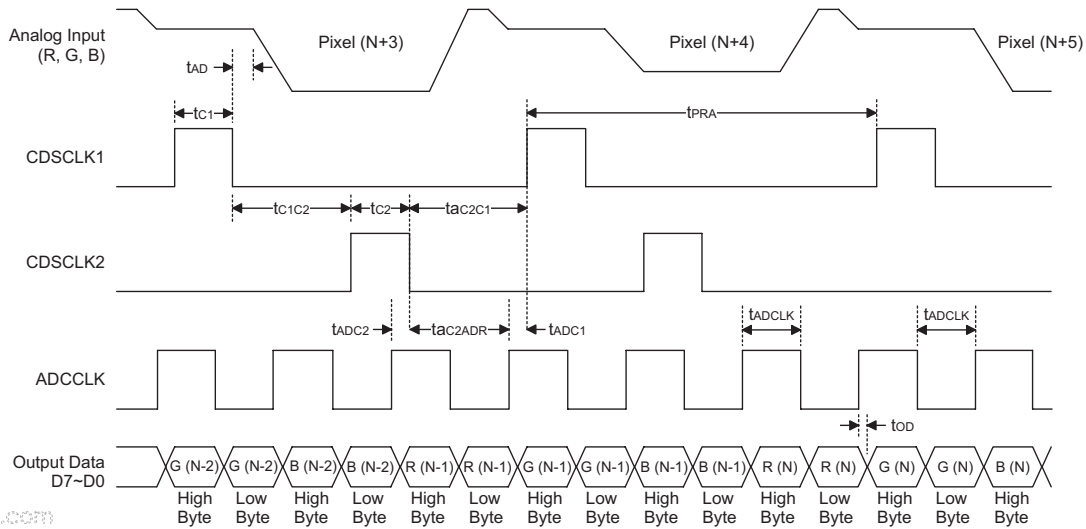 Analog Input
(R, G, B)
Pixel (N+3)
Pixel (N+4)
Pixel (N+5)
tAD
tC1
tPRA
CDSCLK1
tC1C2
tC2
taC2C1
CDSCLK2
tADC2
taC2ADR
tADC1
tADCLK
tADCLK
ADCCLK
tOD
Output Data
D7~D0
G (N-2) G (N-2) B (N-2) B (N-2) R (N-1) R (N-1) G (N-1) G (N-1) B (N-1) B (N-1) R (N) R (N) G (N) G (N) B (N)
High Low High Low High Low High Low High Low High Low High Low High
Byte Byte Byte Byte Byte Byte Byte Byte Byte Byte Byte Byte Byte Byte Byte
.com